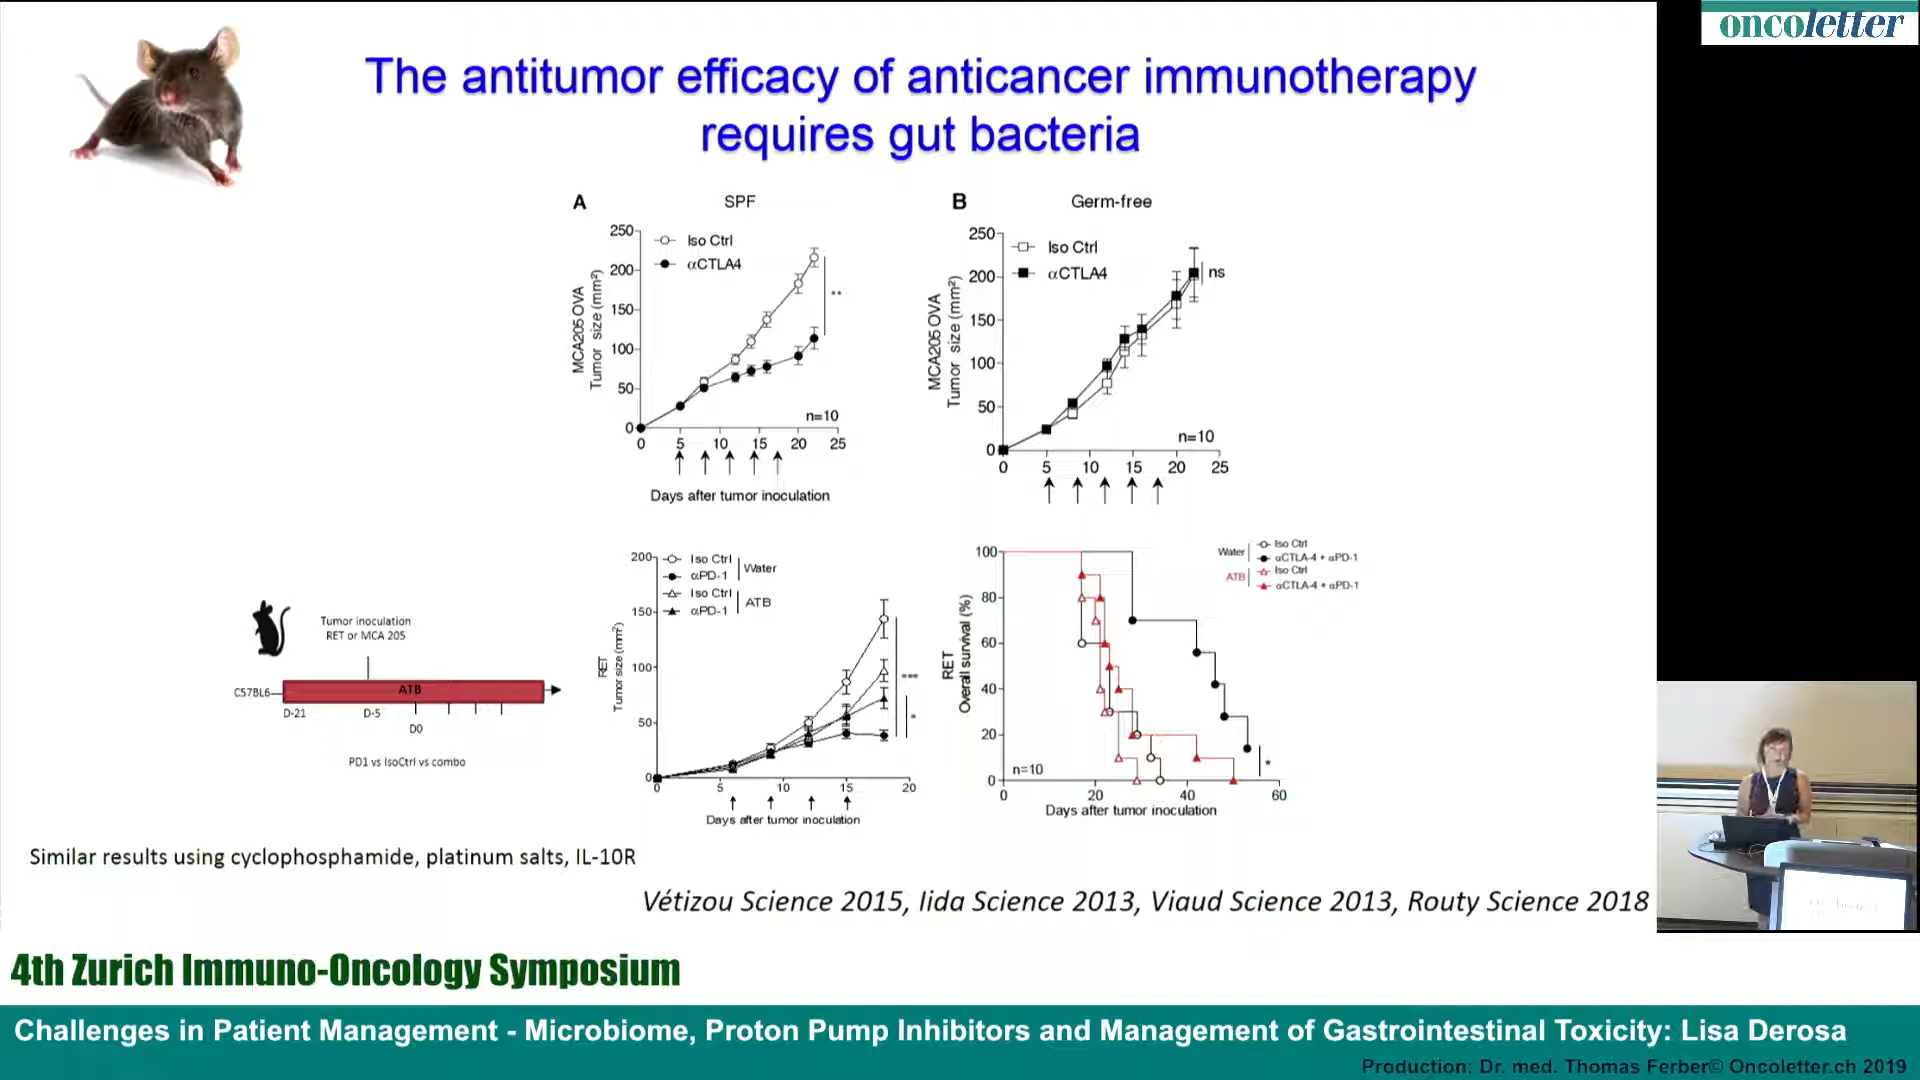 oncoletter
The antitumor efficacy of anticancer immunotherapy
requires gut bacteria
A
SPF
250
200
150
100
50
0
MCA205 OVA
Tumor size (mm²)
Iso Ctrl
αCTLA4
**
n=10
0 5 10 15 20 25
Days after tumor inoculation
B
Germ-free
250
200
150
100
50
0
MCA205 OVA
Tumor size (mm²)
Iso Ctrl
αCTLA4
ns
n=10
0 5 10 15 20 25
Tumor inoculation
RET or MCA 205
C57BL6
ATB
D-21
D-5
D0
PD1 vs IsoCtrl vs combo
200
150
100
50
0
RET
Tumor size (mm²)
Iso Ctrl
αPD-1
Water
Iso Ctrl
αPD-1
ATB
***
*
0 5 10 15 20
Days after tumor inoculation
100
80
60
40
20
0
RET
Overall survival (%)
Water
Iso Ctrl
αCTLA-4 + αPD-1
ATB
Iso Ctrl
αCTLA-4 + αPD-1
*
n=10
0 20 40 60
Days after tumor inoculation
Similar results using cyclophosphamide, platinum salts, IL-10R
Vétizou Science 2015, Iida Science 2013, Viaud Science 2013, Routy Science 2018
4th Zurich Immuno-Oncology Symposium
Challenges in Patient Management - Microbiome, Proton Pump Inhibitors and Management of Gastrointestinal Toxicity: Lisa Derosa
Production: Dr. med. Thomas Ferber© Oncoletter.ch 2019